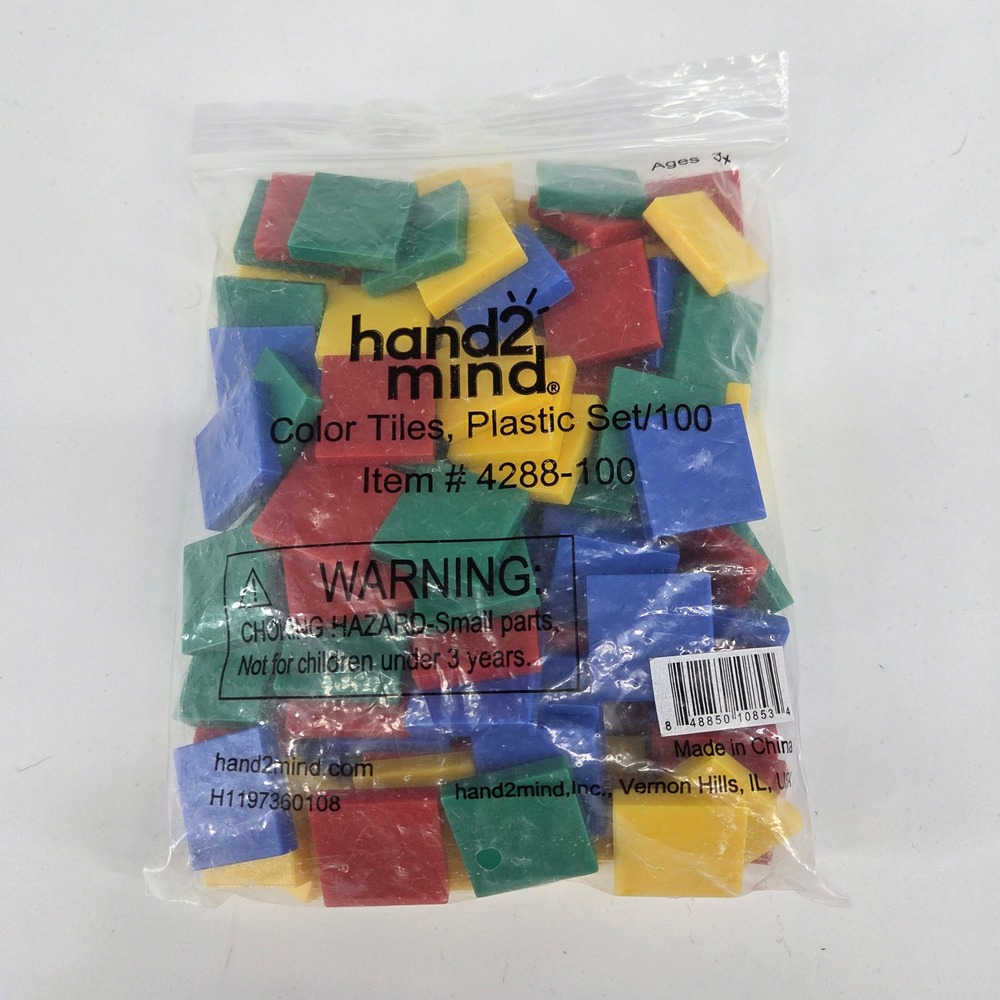 Ages 3+
hand2
mind®
Color Tiles, Plastic Set/100
Item # 4288-100
WARNING:
CHOKING HAZARD-Small parts.
Not for children under 3 years.
8 48850 10853 4
Made in China
hand2mind.com
hand2mind,Inc., Vernon Hills, IL,
H1197360108